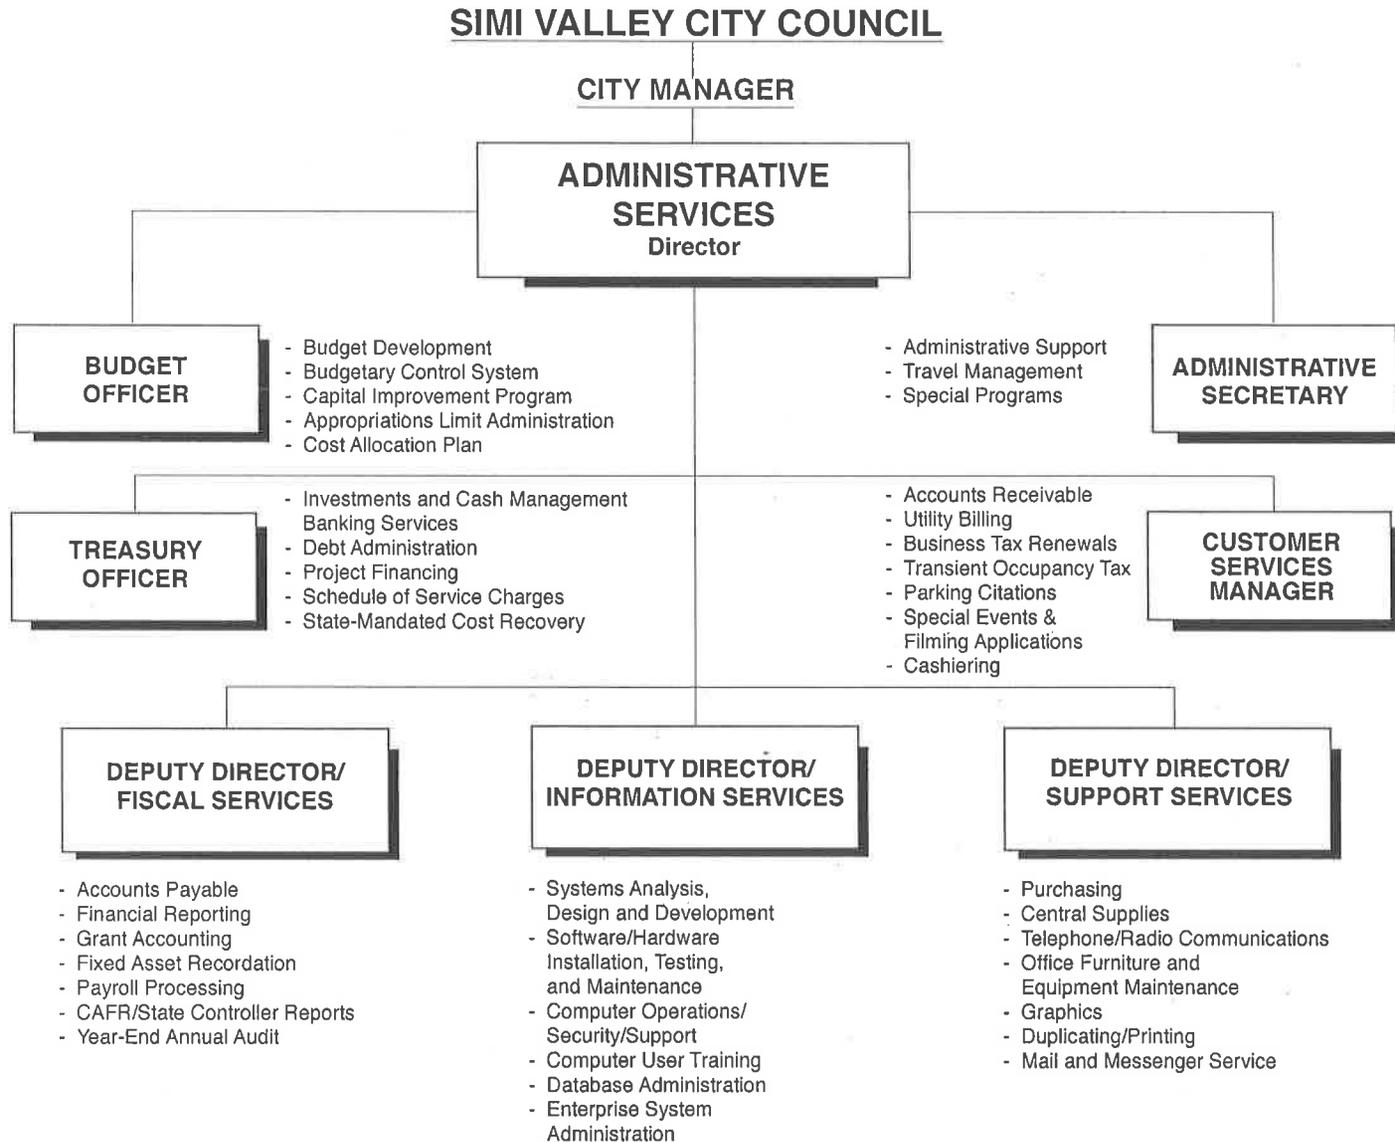 SIMI VALLEY CITY COUNCIL
CITY MANAGER
ADMINISTRATIVE
SERVICES
Director
BUDGET
OFFICER
- Budget Development
- Budgetary Control System
- Capital Improvement Program
- Appropriations Limit Administration
- Cost Allocation Plan
- Administrative Support
- Travel Management
- Special Programs
ADMINISTRATIVE
SECRETARY
TREASURY
OFFICER
- Investments and Cash Management
Banking Services
- Debt Administration
- Project Financing
- Schedule of Service Charges
- State-Mandated Cost Recovery
- Accounts Receivable
- Utility Billing
- Business Tax Renewals
- Transient Occupancy Tax
- Parking Citations
- Special Events &
Filming Applications
- Cashiering
CUSTOMER
SERVICES
MANAGER
DEPUTY DIRECTOR/
FISCAL SERVICES
- Accounts Payable
- Financial Reporting
- Grant Accounting
- Fixed Asset Recordation
- Payroll Processing
- CAFR/State Controller Reports
- Year-End Annual Audit
DEPUTY DIRECTOR/
INFORMATION SERVICES
- Systems Analysis,
Design and Development
- Software/Hardware
Installation, Testing,
and Maintenance
- Computer Operations/
Security/Support
- Computer User Training
- Database Administration
- Enterprise System
Administration
DEPUTY DIRECTOR/
SUPPORT SERVICES
- Purchasing
- Central Supplies
- Telephone/Radio Communications
- Office Furniture and
Equipment Maintenance
- Graphics
- Duplicating/Printing
- Mail and Messenger Service